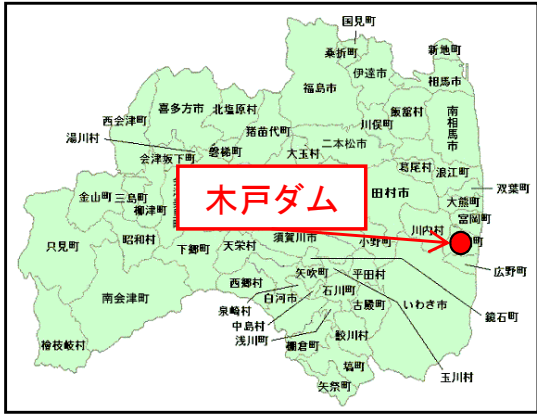 国見町
桑折町
新地町
伊達市
相馬市
福島市
喜多方市
北塩原村
飯舘村
南相馬市
西会津町
川俣町
猪苗代町
二本松市
湯川村
磐梯町
大玉村
会津坂下町
葛尾村
浪江町
双葉町
金山町
三島町
柳津町
木戸ダム
田村市
大熊町
富岡町
川内村
町
只見町
昭和村
下郷町
天栄村
須賀川市
小野町
広野町
西郷村
矢吹町
平田村
南会津町
白河市
石川町
泉崎村
古殿町
いわき市
鏡石町
中島村
浅川町
鮫川村
棚倉町
檜枝岐村
塙町
玉川村
矢祭町